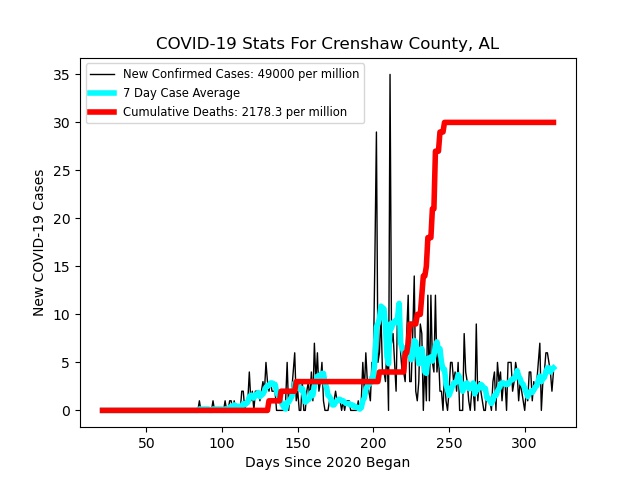 COVID-19 Stats For Crenshaw County, AL
New Confirmed Cases: 49000 per million
7 Day Case Average
Cumulative Deaths: 2178.3 per million
New COVID-19 Cases
35
30
25
20
15
10
5
0
50 100 150 200 250 300
Days Since 2020 Began